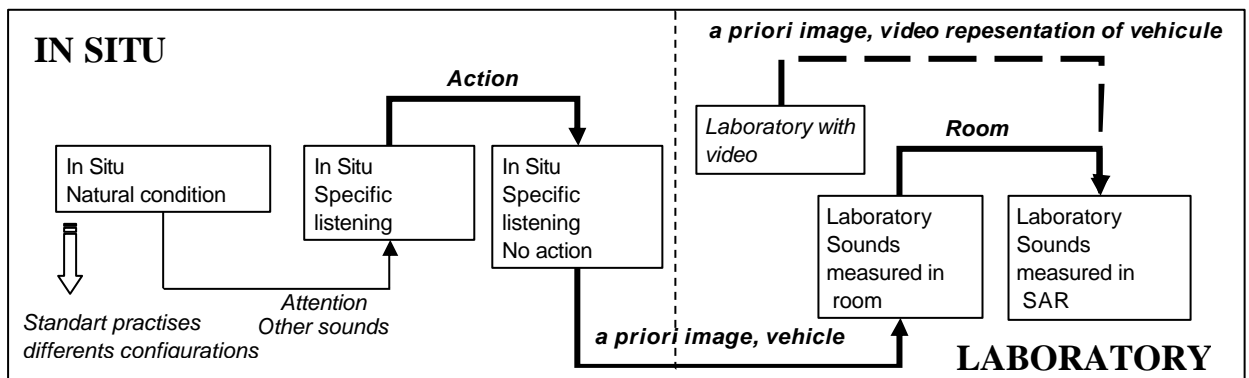 IN SITU
Action
In Situ
Natural condition
In Situ
Specific
listening
In Situ
Specific
listening
No action
Attention
Other sounds
Standart practises
differents configurations
a priori image, vehicle
a priori image, video repesentation of vehicule
Laboratory with
video
Room
Laboratory
Sounds
measured in
room
Laboratory
Sounds
measured in
SAR
LABORATORY